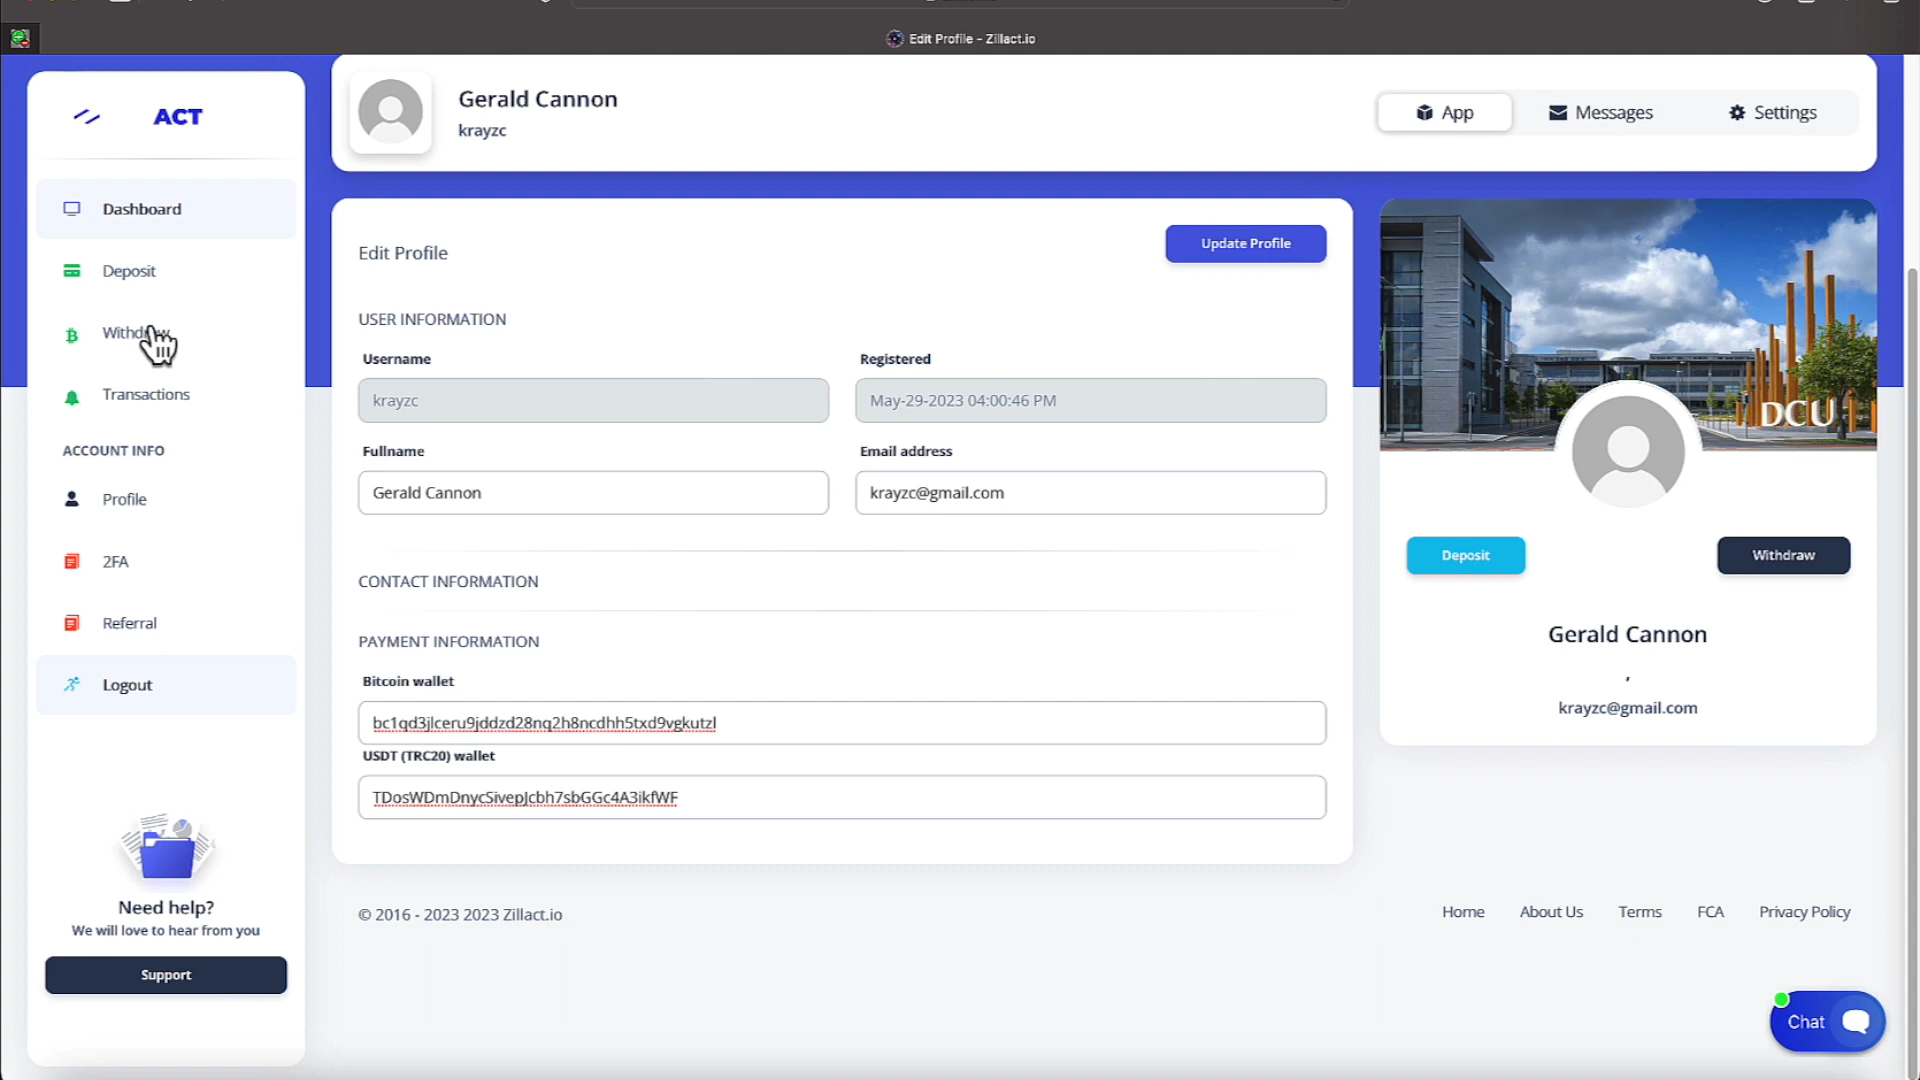 Edit Profile - Zillact.io
ACT
Gerald Cannon
krayzc
App
Messages
Settings
Dashboard
Deposit
Withdraw
Transactions
ACCOUNT INFO
Profile
2FA
Referral
Logout
Need help?
We will love to hear from you
Support
Edit Profile
Update Profile
USER INFORMATION
Username
Registered
krayzc
May-29-2023 04:00:46 PM
Fullname
Email address
Gerald Cannon
krayzc@gmail.com
CONTACT INFORMATION
PAYMENT INFORMATION
Bitcoin wallet
bc1qd3jlceru9jddzd28nq2h8ncdhh5txd9vgkutzl
USDT (TRC20) wallet
TDosWDmDnycSivepJcbh7sbGGc4A3ikfWF
DCU
Deposit
Withdraw
Gerald Cannon
,
krayzc@gmail.com
© 2016 - 2023 2023 Zillact.io
Home
About Us
Terms
FCA
Privacy Policy
Chat